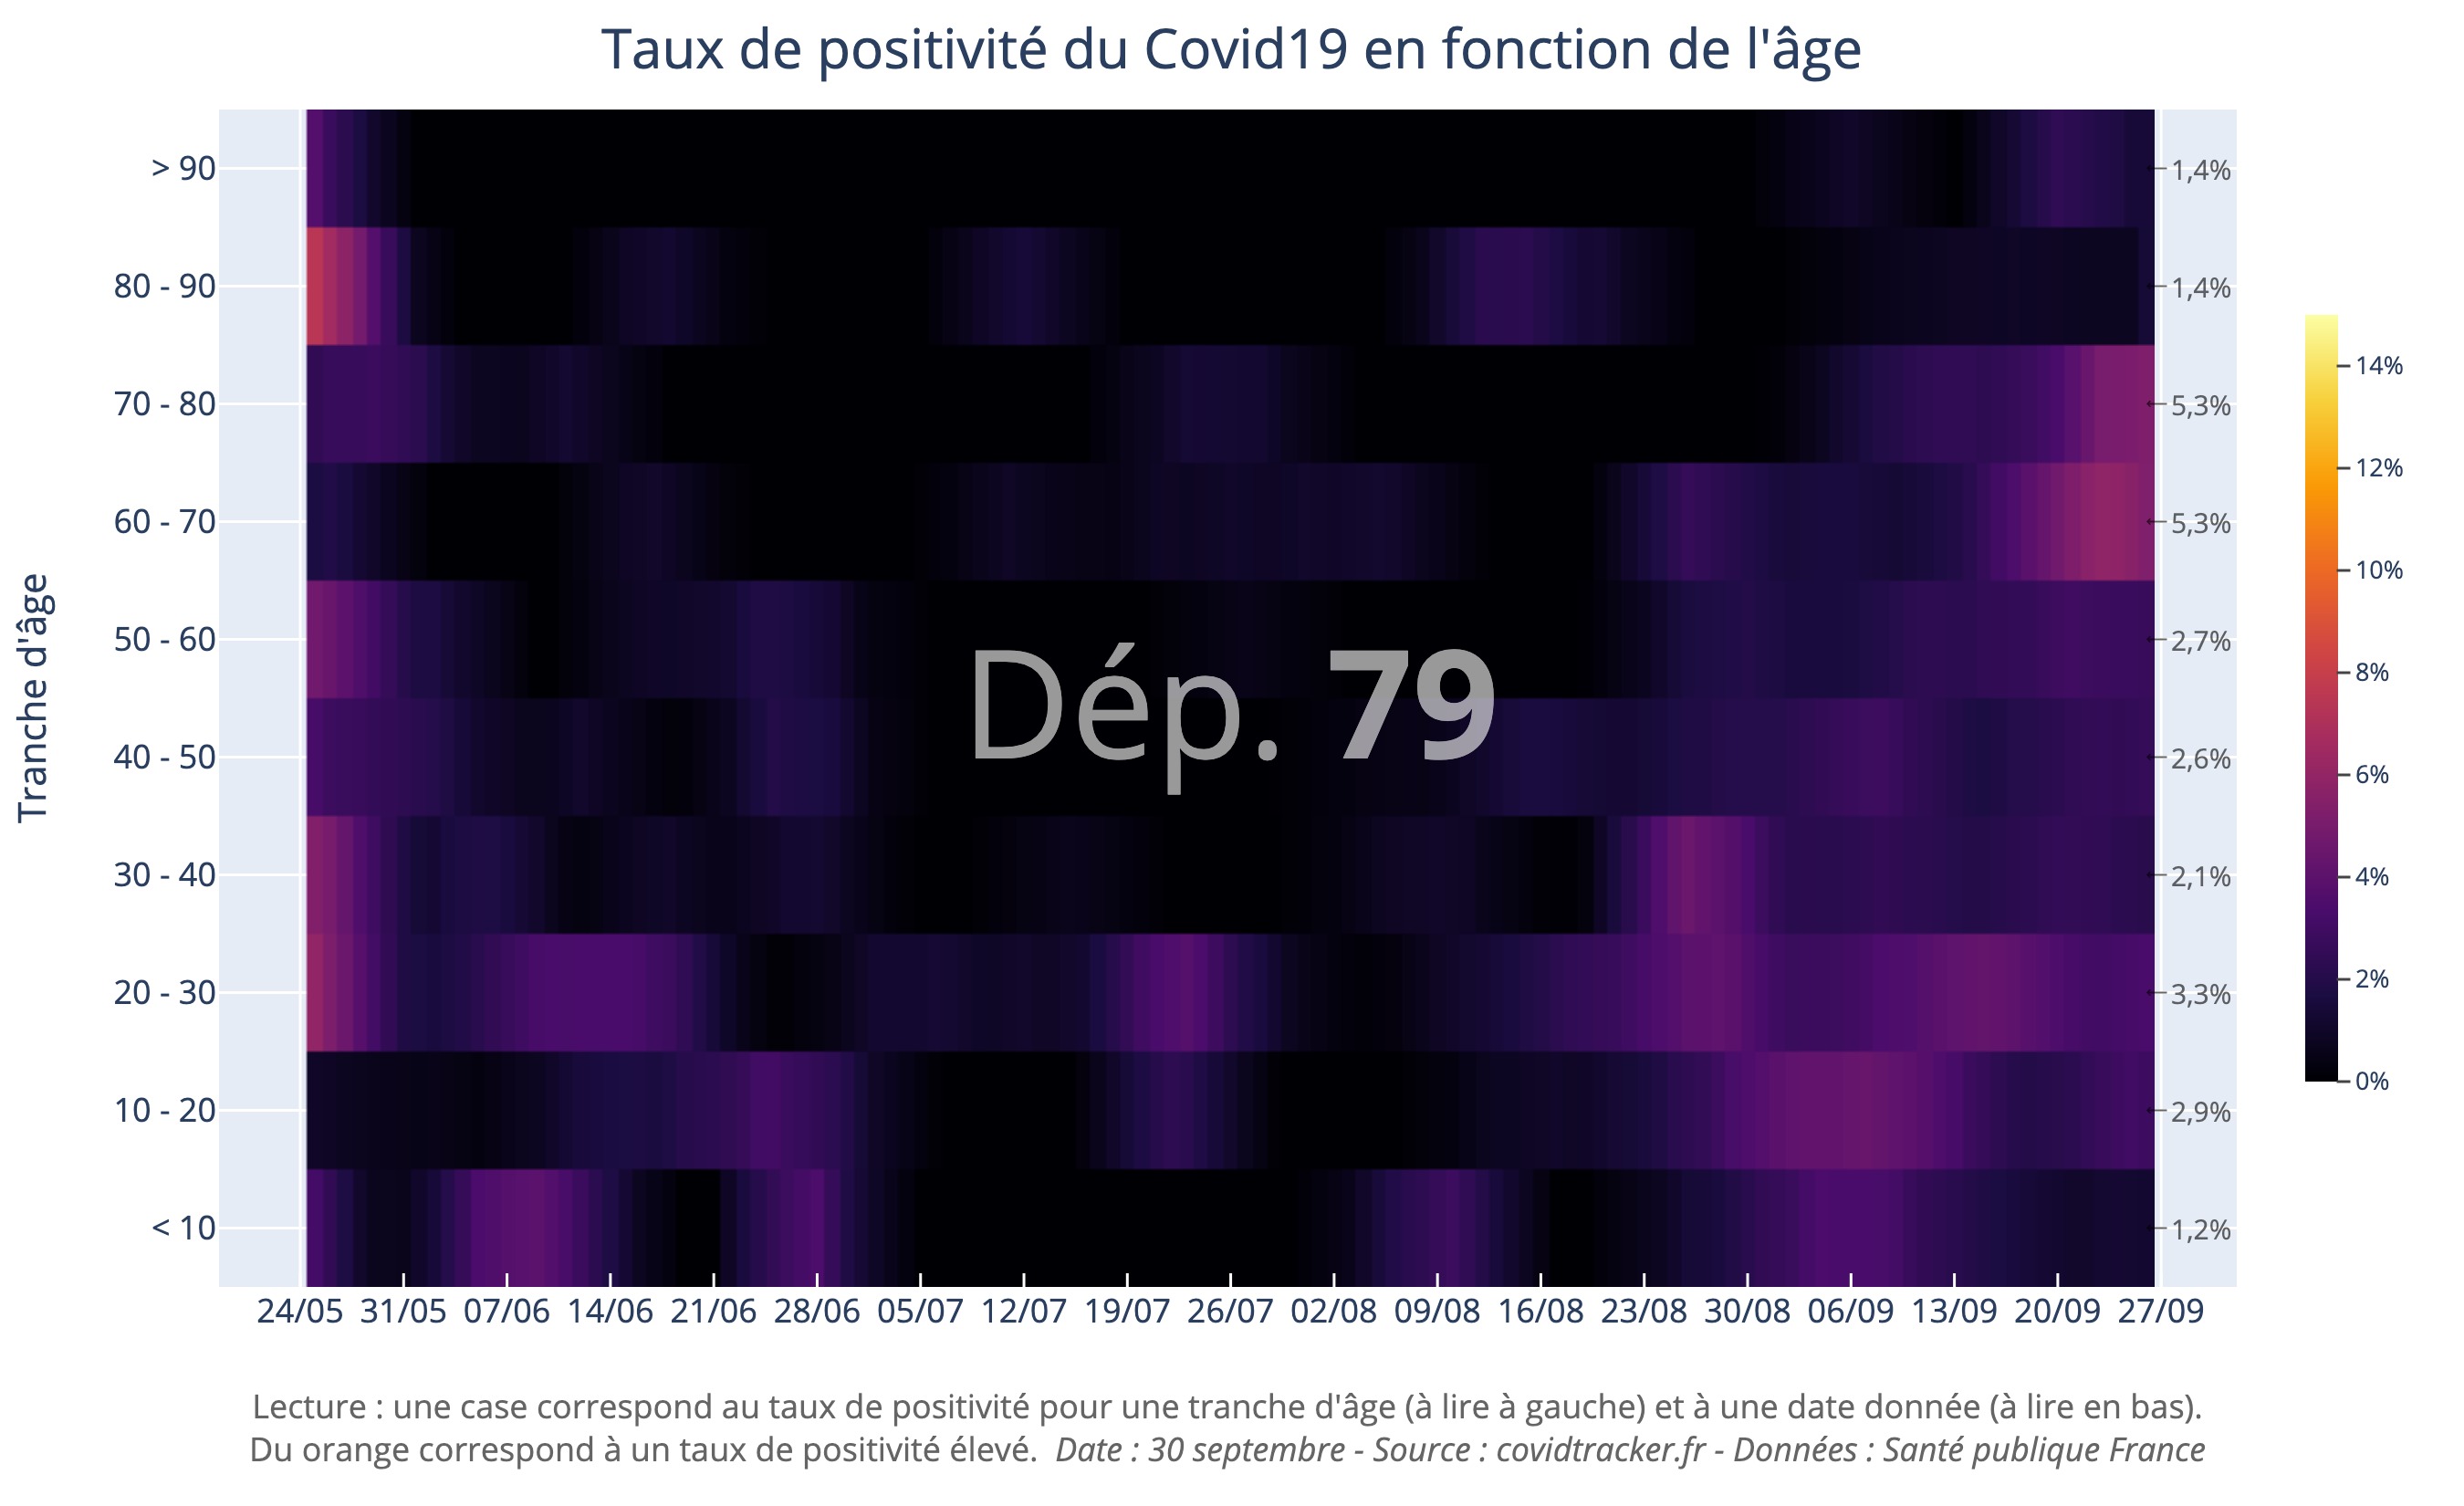 Taux de positivité du Covid19 en fonction de l'âge
Tranche d'âge
> 90
80 - 90
70 - 80
60 - 70
50 - 60
40 - 50
30 - 40
20 - 30
10 - 20
< 10
Dép. 79
1,4%
1,4%
5,3%
5,3%
2,7%
2,6%
2,1%
3,3%
2,9%
1,2%
14%
12%
10%
8%
6%
4%
2%
0%
24/05 31/05 07/06 14/06 21/06 28/06 05/07 12/07 19/07 26/07 02/08 09/08 16/08 23/08 30/08 06/09 13/09 20/09 27/09
Lecture : une case correspond au taux de positivité pour une tranche d'âge (à lire à gauche) et à une date donnée (à lire en bas).
Du orange correspond à un taux de positivité élevé. Date : 30 septembre - Source : covidtracker.fr - Données : Santé publique France